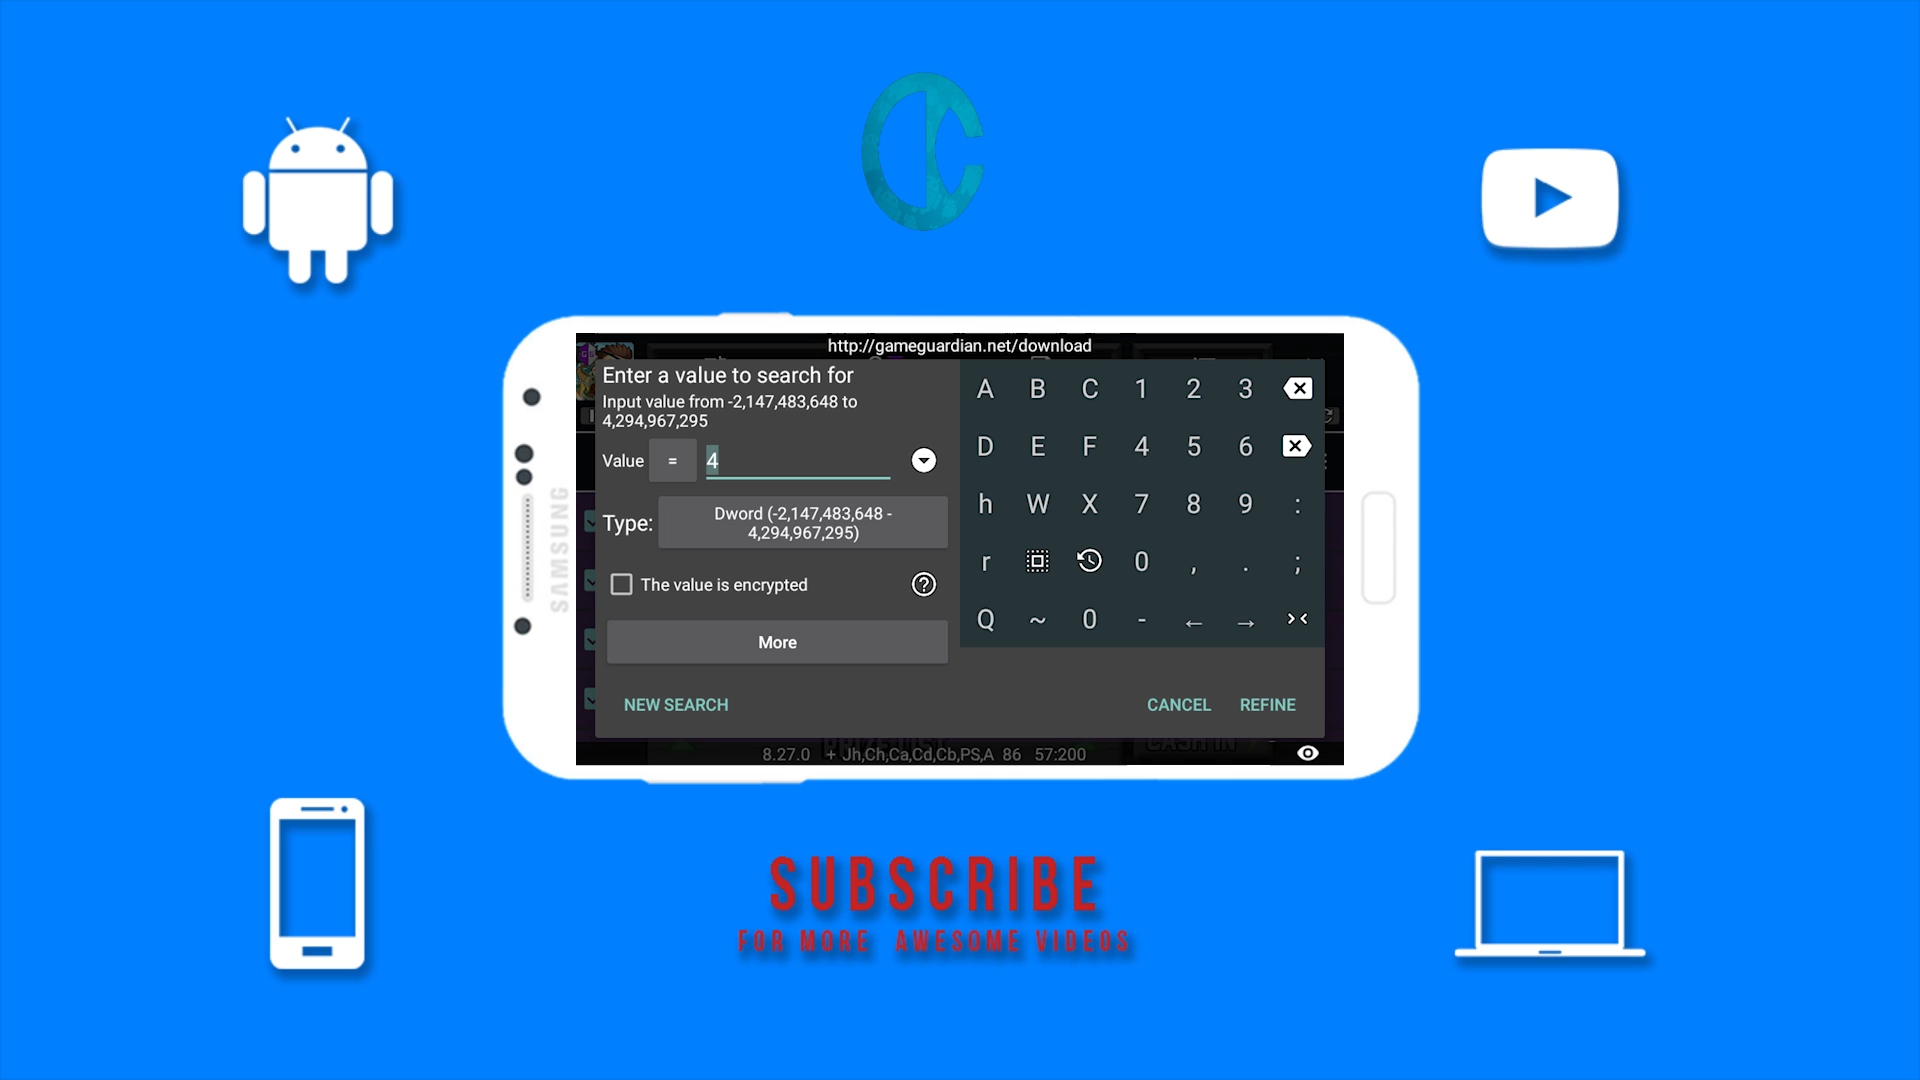 http://gameguardian.net/download
Enter a value to search for
Input value from -2,147,483,648 to
4,294,967,295
Value = 4
Type: Dword (-2,147,483,648 -
4,294,967,295)
The value is encrypted
More
NEW SEARCH
CANCEL REFINE
A B C 1 2 3
D E F 4 5 6
h W X 7 8 9 :
r 0 , . ;
Q ~ 0 - ← → ><
CASH IN
8.27.0 + Jh,Ch,Ca,Cd,Cb,PS,A 86 57:200
SAMSUNG
SUBSCRIBE
FOR MORE AWESOME VIDEOS